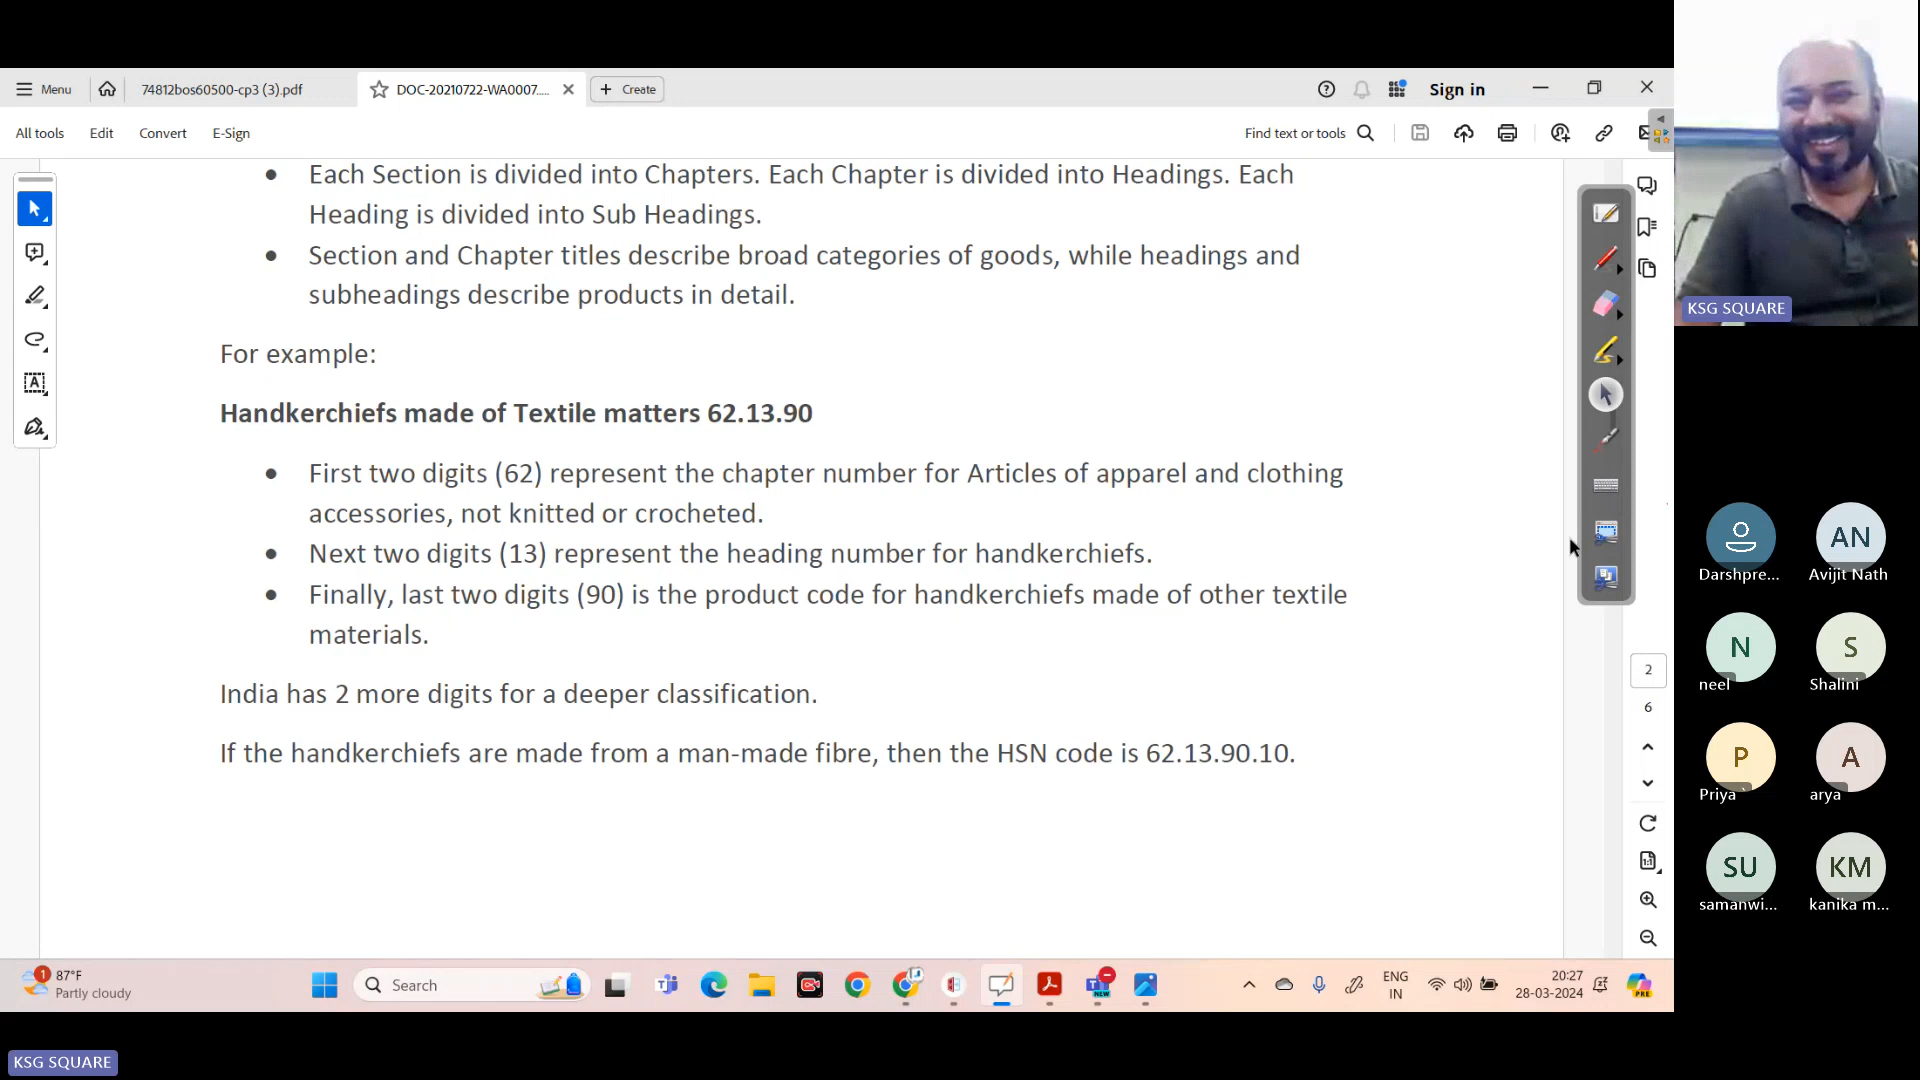 Menu
74812bos60500-cp3 (3).pdf
DOC-20210722-WA0007....
Create
Sign in
All tools
Edit
Convert
E-Sign
Find text or tools
• Each Section is divided into Chapters. Each Chapter is divided into Headings. Each
Heading is divided into Sub Headings.
• Section and Chapter titles describe broad categories of goods, while headings and
subheadings describe products in detail.
For example:
Handkerchiefs made of Textile matters 62.13.90
• First two digits (62) represent the chapter number for Articles of apparel and clothing
accessories, not knitted or crocheted.
• Next two digits (13) represent the heading number for handkerchiefs.
• Finally, last two digits (90) is the product code for handkerchiefs made of other textile
materials.
India has 2 more digits for a deeper classification.
If the handkerchiefs are made from a man-made fibre, then the HSN code is 62.13.90.10.
2
6
KSG SQUARE
AN
Darshpre...
Avijit Nath
N
S
neel
Shalini
P
A
Priya `
arya
SU
KM
samanwi...
kanika m...
1
87°F
Partly cloudy
Search
NEW
ENG
IN
20:27
28-03-2024
PRE
KSG SQUARE